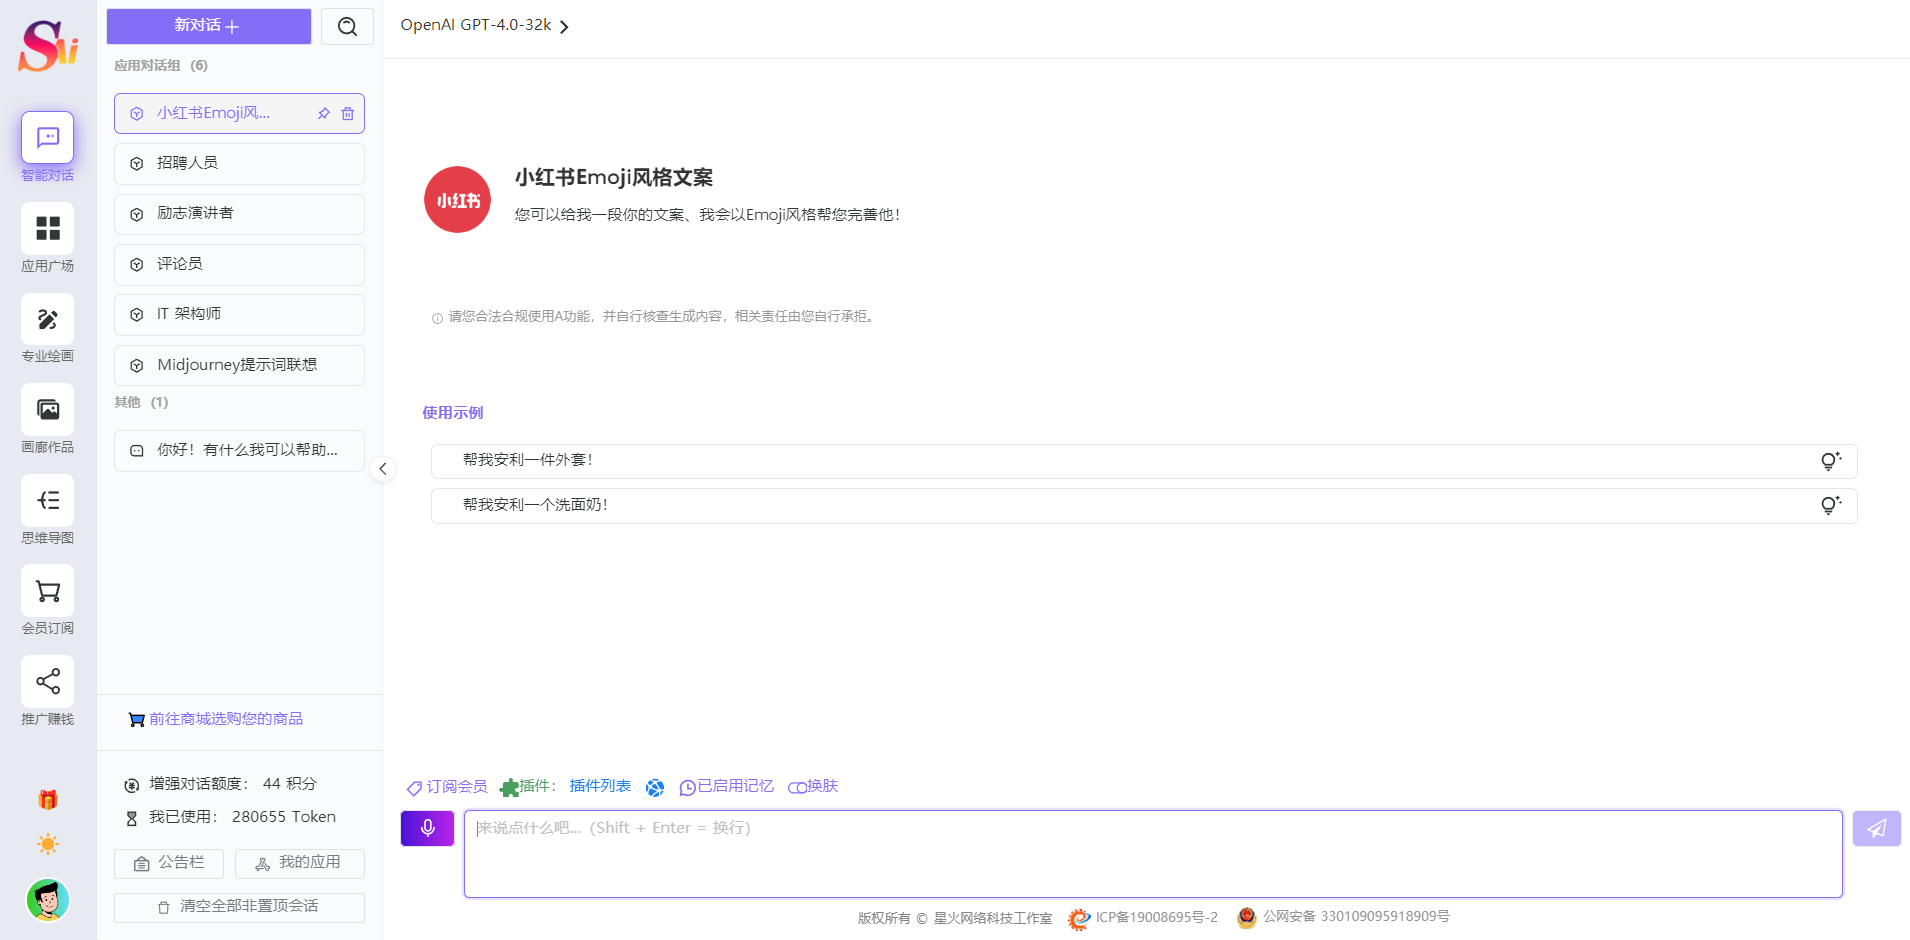 Sli
智能对话
应用广场
专业绘画
画廊作品
思维导图
会员订阅
推广赚钱
新对话
应用对话组 (6)
小红书Emoji风...
招聘人员
励志演讲者
评论员
IT 架构师
Midjourney提示词联想
其他 (1)
你好！有什么我可以帮助...
前往商城选购您的商品
增强对话额度： 44 积分
我已使用： 280655 Token
公告栏
我的应用
清空全部非置顶会话
OpenAI GPT-4.0-32k
小红书
小红书Emoji风格文案
您可以给我一段你的文案、我会以Emoji风格帮您完善他！
请您合法合规使用A功能，并自行核查生成内容，相关责任由您自行承拒。
使用示例
帮我安利一件外套！
帮我安利一个洗面奶！
订阅会员 插件： 插件列表 已启用记忆 换肤
来说点什么吧... (Shift + Enter = 换行)
版权所有 © 星火网络科技工作室 ICP备19008695号-2 公网安备 330109095918909号